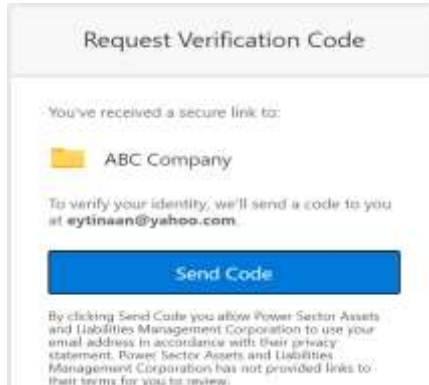 Request Verification Code
You've received a secure link to:
ABC Company
To verify your identity, we'll send a code to you
at eytinaan@yahoo.com.
Send Code
By clicking Send Code you allow Power Sector Assets
and Liabilities Management Corporation to use your
email address in accordance with their privacy
statement. Power Sector Assets and Liabilities
Management Corporation has not provided links to
their terms for you to review.